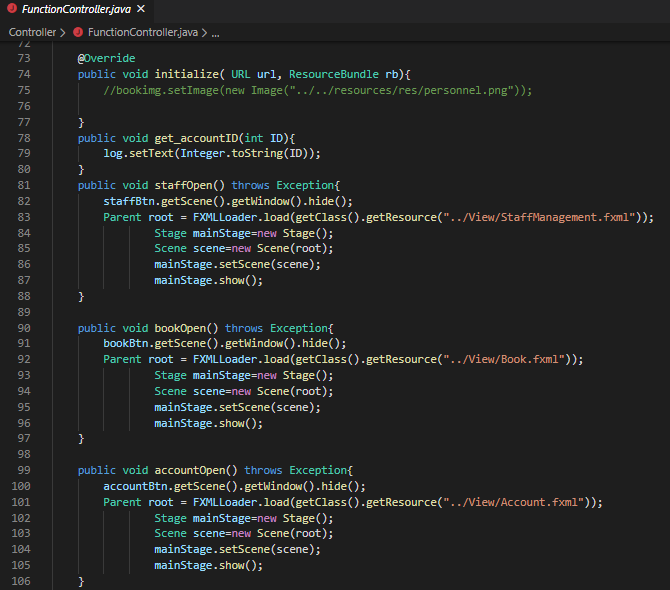 FunctionController.java ×
Controller > FunctionController.java > ...
72
73 @Override
74 public void initialize( URL url, ResourceBundle rb){
75 //bookimg.setImage(new Image("../../resources/res/personnel.png"));
76
77 }
78 public void get_accountID(int ID){
79 log.setText(Integer.toString(ID));
80 }
81 public void staffOpen() throws Exception{
82 staffBtn.getScene().getWindow().hide();
83 Parent root = FXMLLoader.load(getClass().getResource("../View/StaffManagement.fxml"));
84 Stage mainStage=new Stage();
85 Scene scene=new Scene(root);
86 mainStage.setScene(scene);
87 mainStage.show();
88 }
89
90 public void bookOpen() throws Exception{
91 bookBtn.getScene().getWindow().hide();
92 Parent root = FXMLLoader.load(getClass().getResource("../View/Book.fxml"));
93 Stage mainStage=new Stage();
94 Scene scene=new Scene(root);
95 mainStage.setScene(scene);
96 mainStage.show();
97 }
98
99 public void accountOpen() throws Exception{
100 accountBtn.getScene().getWindow().hide();
101 Parent root = FXMLLoader.load(getClass().getResource("../View/Account.fxml"));
102 Stage mainStage=new Stage();
103 Scene scene=new Scene(root);
104 mainStage.setScene(scene);
105 mainStage.show();
106 }